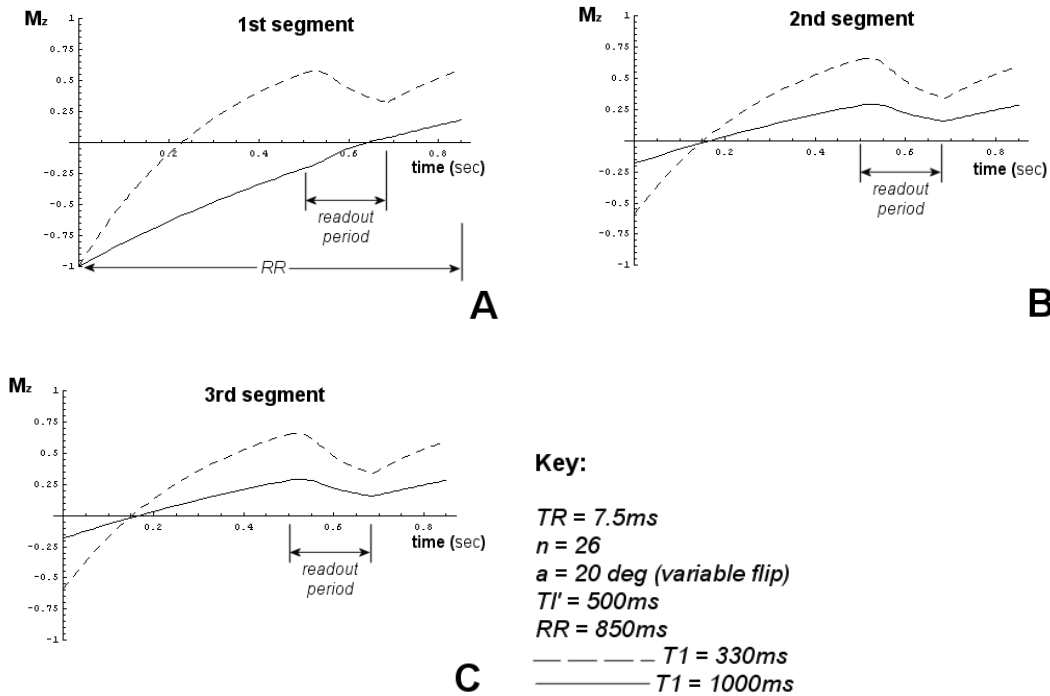 Mz
1st segment
1
0.75
0.5
0.25
-0.25
-0.5
-0.75
-1
0.2
0.4
0.6
0.8
time (sec)
readout
period
RR
A
Mz
2nd segment
1
0.75
0.5
0.25
-0.25
-0.5
-0.75
-1
0.2
0.4
0.6
0.8
time (sec)
readout
period
B
Mz
3rd segment
1
0.75
0.5
0.25
-0.25
-0.5
-0.75
-1
0.2
0.4
0.6
0.8
time (sec)
readout
period
C
Key:
TR = 7.5ms
n = 26
a = 20 deg (variable flip)
TI' = 500ms
RR = 850ms
T1 = 330ms
T1 = 1000ms